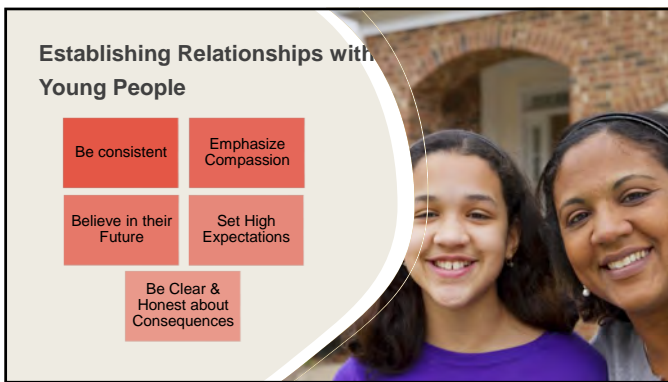 Establishing Relationships with
Young People
Be consistent
Emphasize
Compassion
Believe in their
Future
Set High
Expectations
Be Clear &
Honest about
Consequences